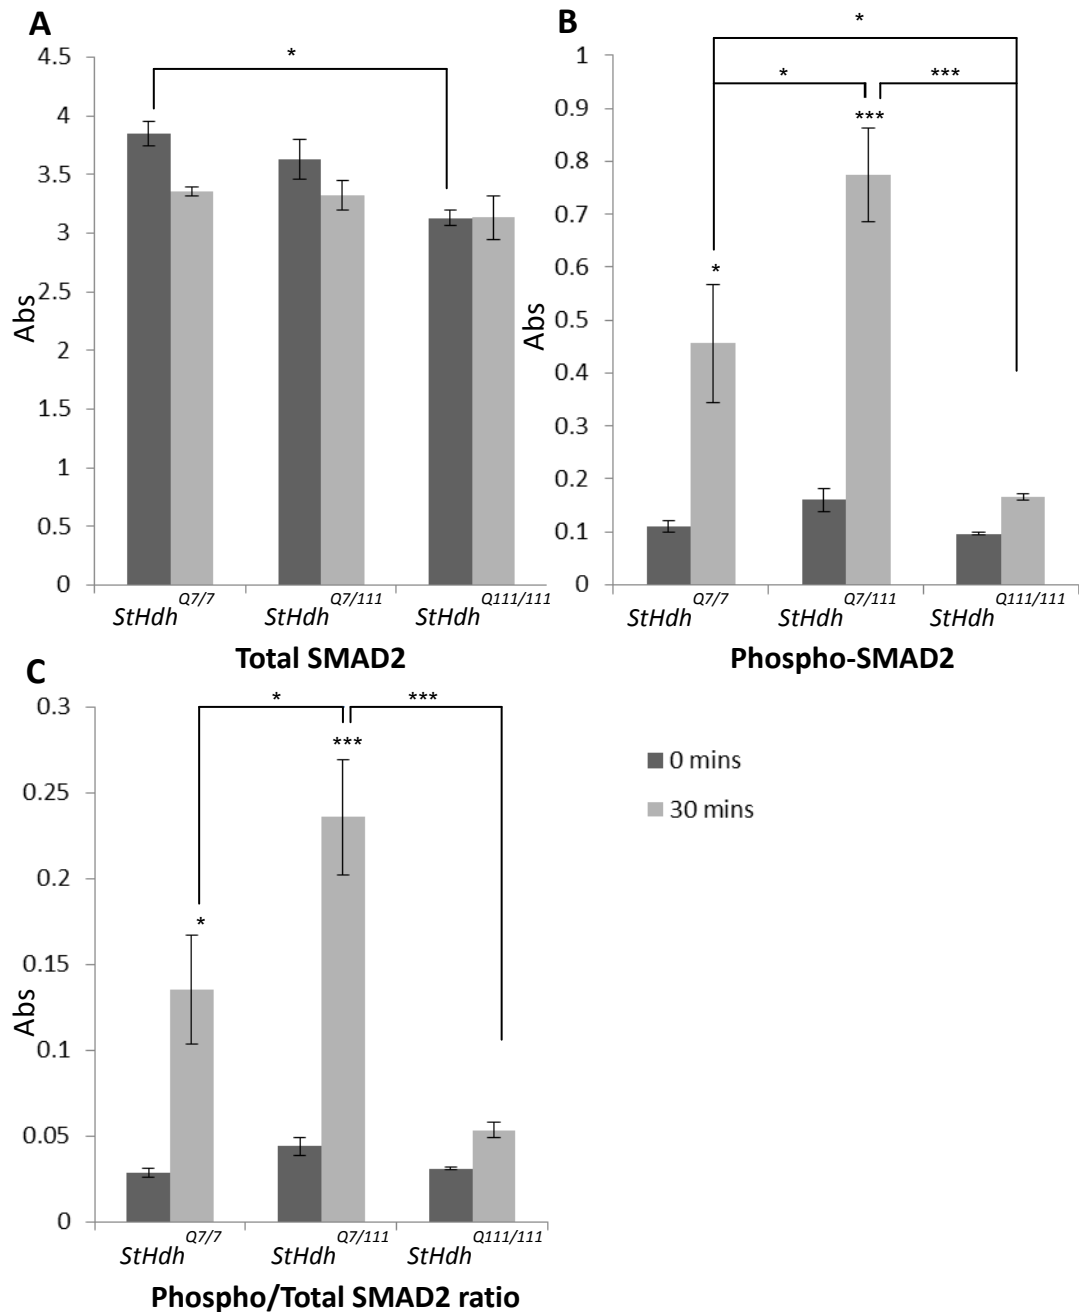 A
4.5
4
3.5
3
2.5
2
1.5
1
0.5
0
Abs
*
StHdh^Q7/7 StHdh^Q7/111 StHdh^Q111/111
Total SMAD2
B
1
0.9
0.8
0.7
0.6
0.5
0.4
0.3
0.2
0.1
0
Abs
*
* ***
***
*
StHdh^Q7/7 StHdh^Q7/111 StHdh^Q111/111
Phospho-SMAD2
C
0.3
0.25
0.2
0.15
0.1
0.05
0
Abs
* ***
***
*
StHdh^Q7/7 StHdh^Q7/111 StHdh^Q111/111
Phospho/Total SMAD2 ratio
0 mins
30 mins